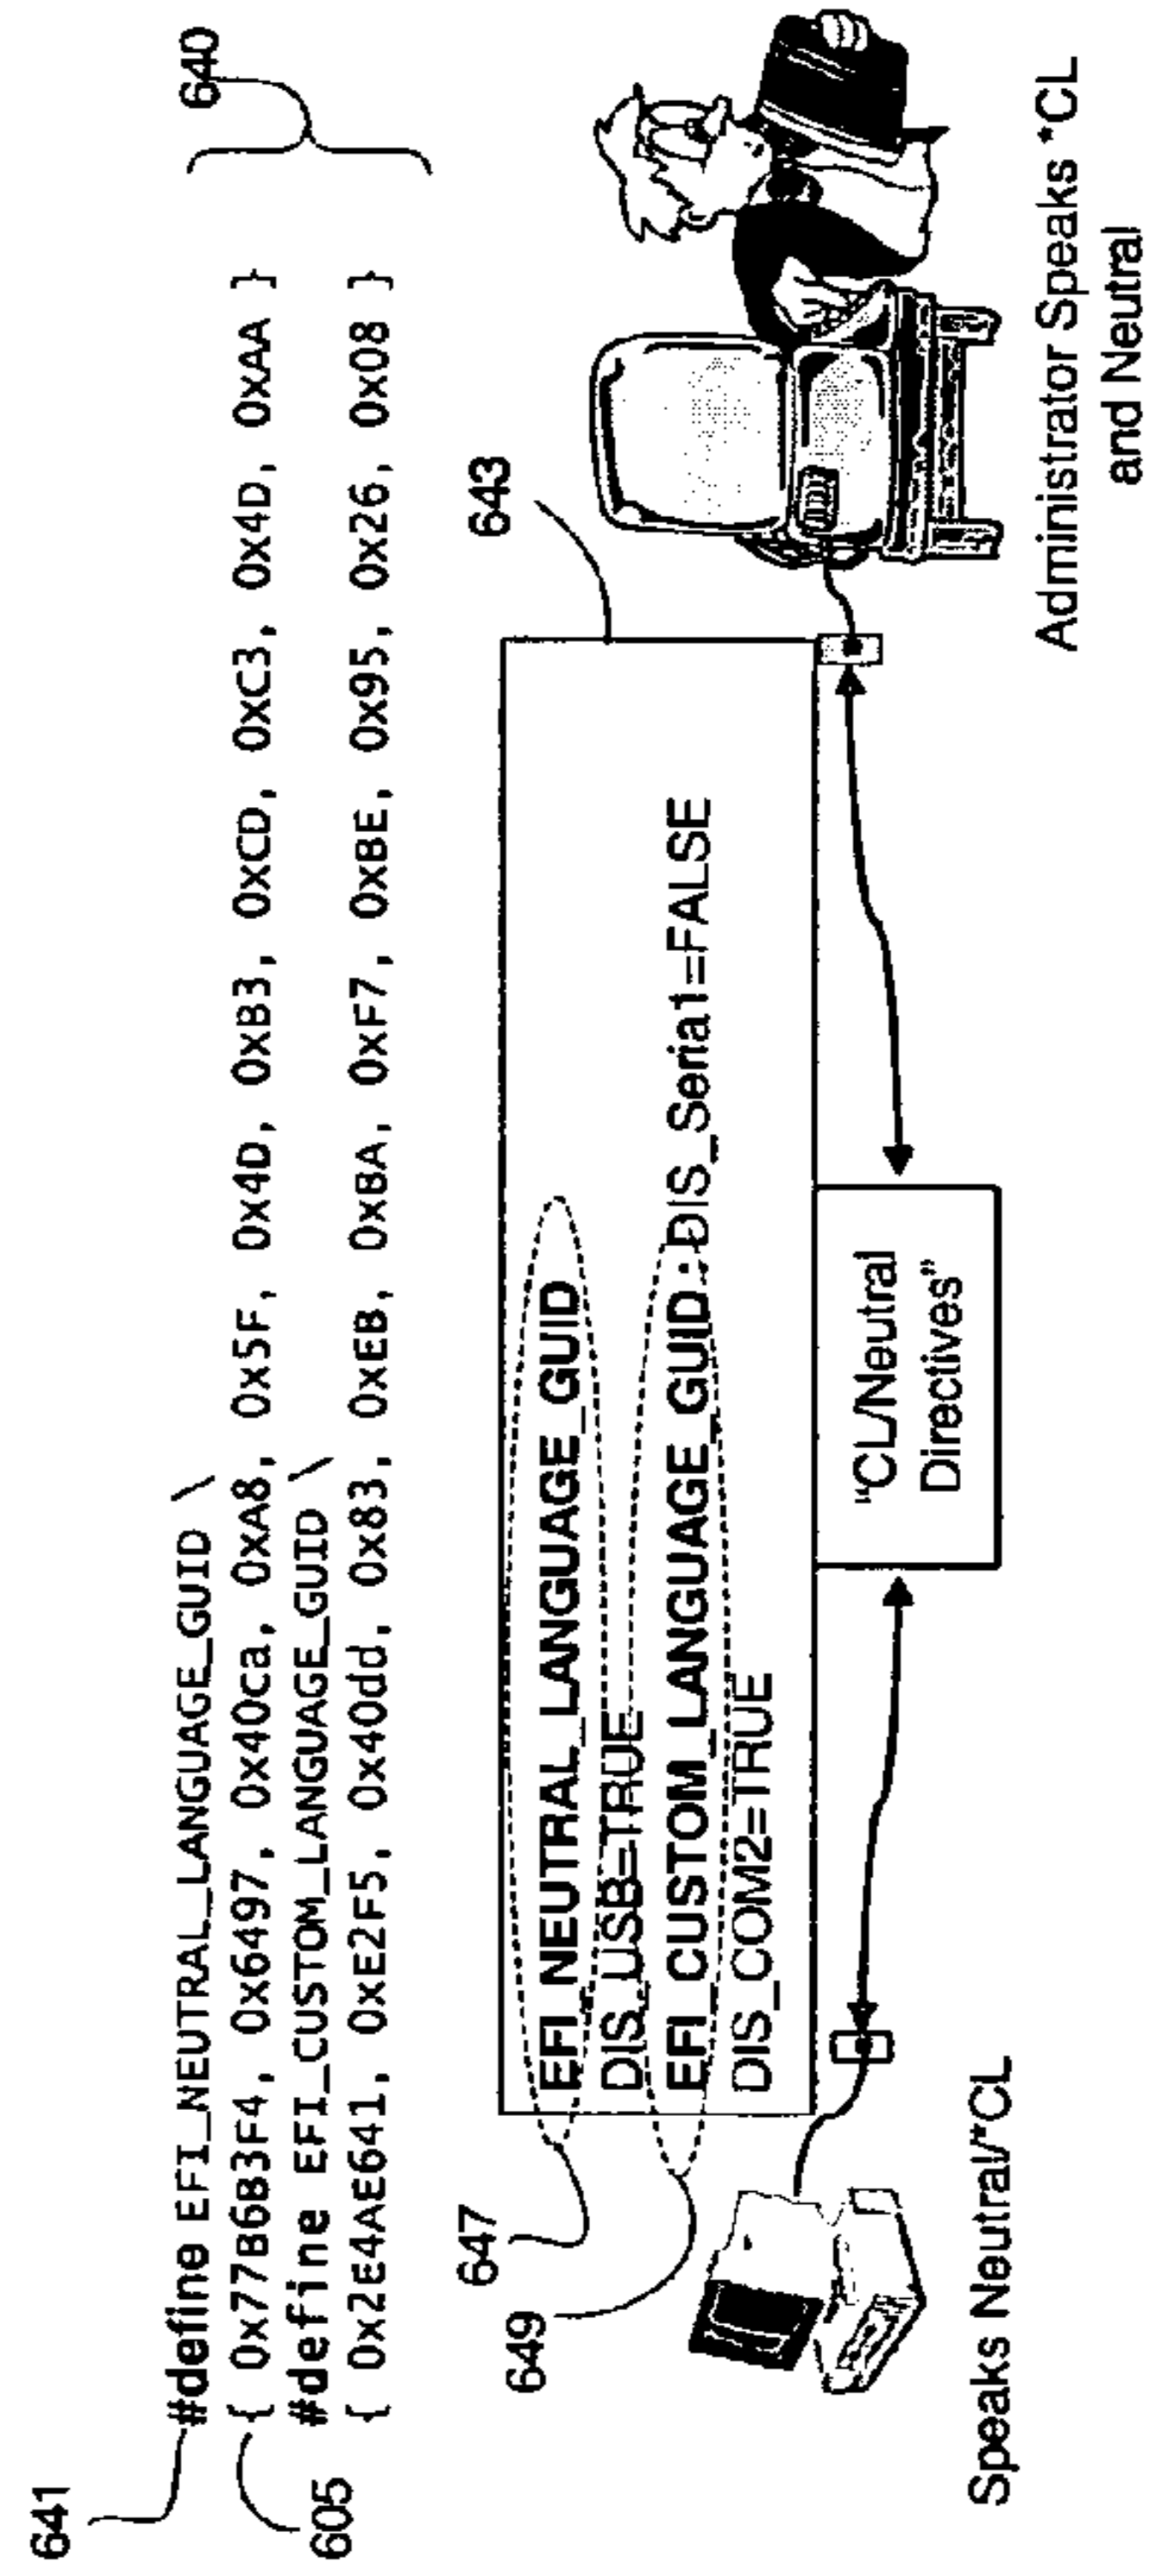 640
641
#define EFI_NEUTRAL_LANGUAGE_GUID \
{ 0x77B6B3F4, 0x6497, 0x40ca, 0xA8, 0x5F, 0x4D, 0xB3, 0xCD, 0xC3, 0x4D, 0xAA }
605
#define EFI_CUSTOM_LANGUAGE_GUID \
{ 0x2E4AE641, 0xE2F5, 0x40dd, 0x83, 0xEB, 0xBA, 0xF7, 0xBE, 0x95, 0x26, 0x08 }
643
647
EFI_NEUTRAL_LANGUAGE_GUID
DIS_USB=TRUE
649
EFI_CUSTOM_LANGUAGE_GUID : DIS_Seria1=FALSE
DIS_COM2=TRUE
"CL/Neutral
Directives"
Speaks Neutral/*CL
Administrator Speaks *CL
and Neutral